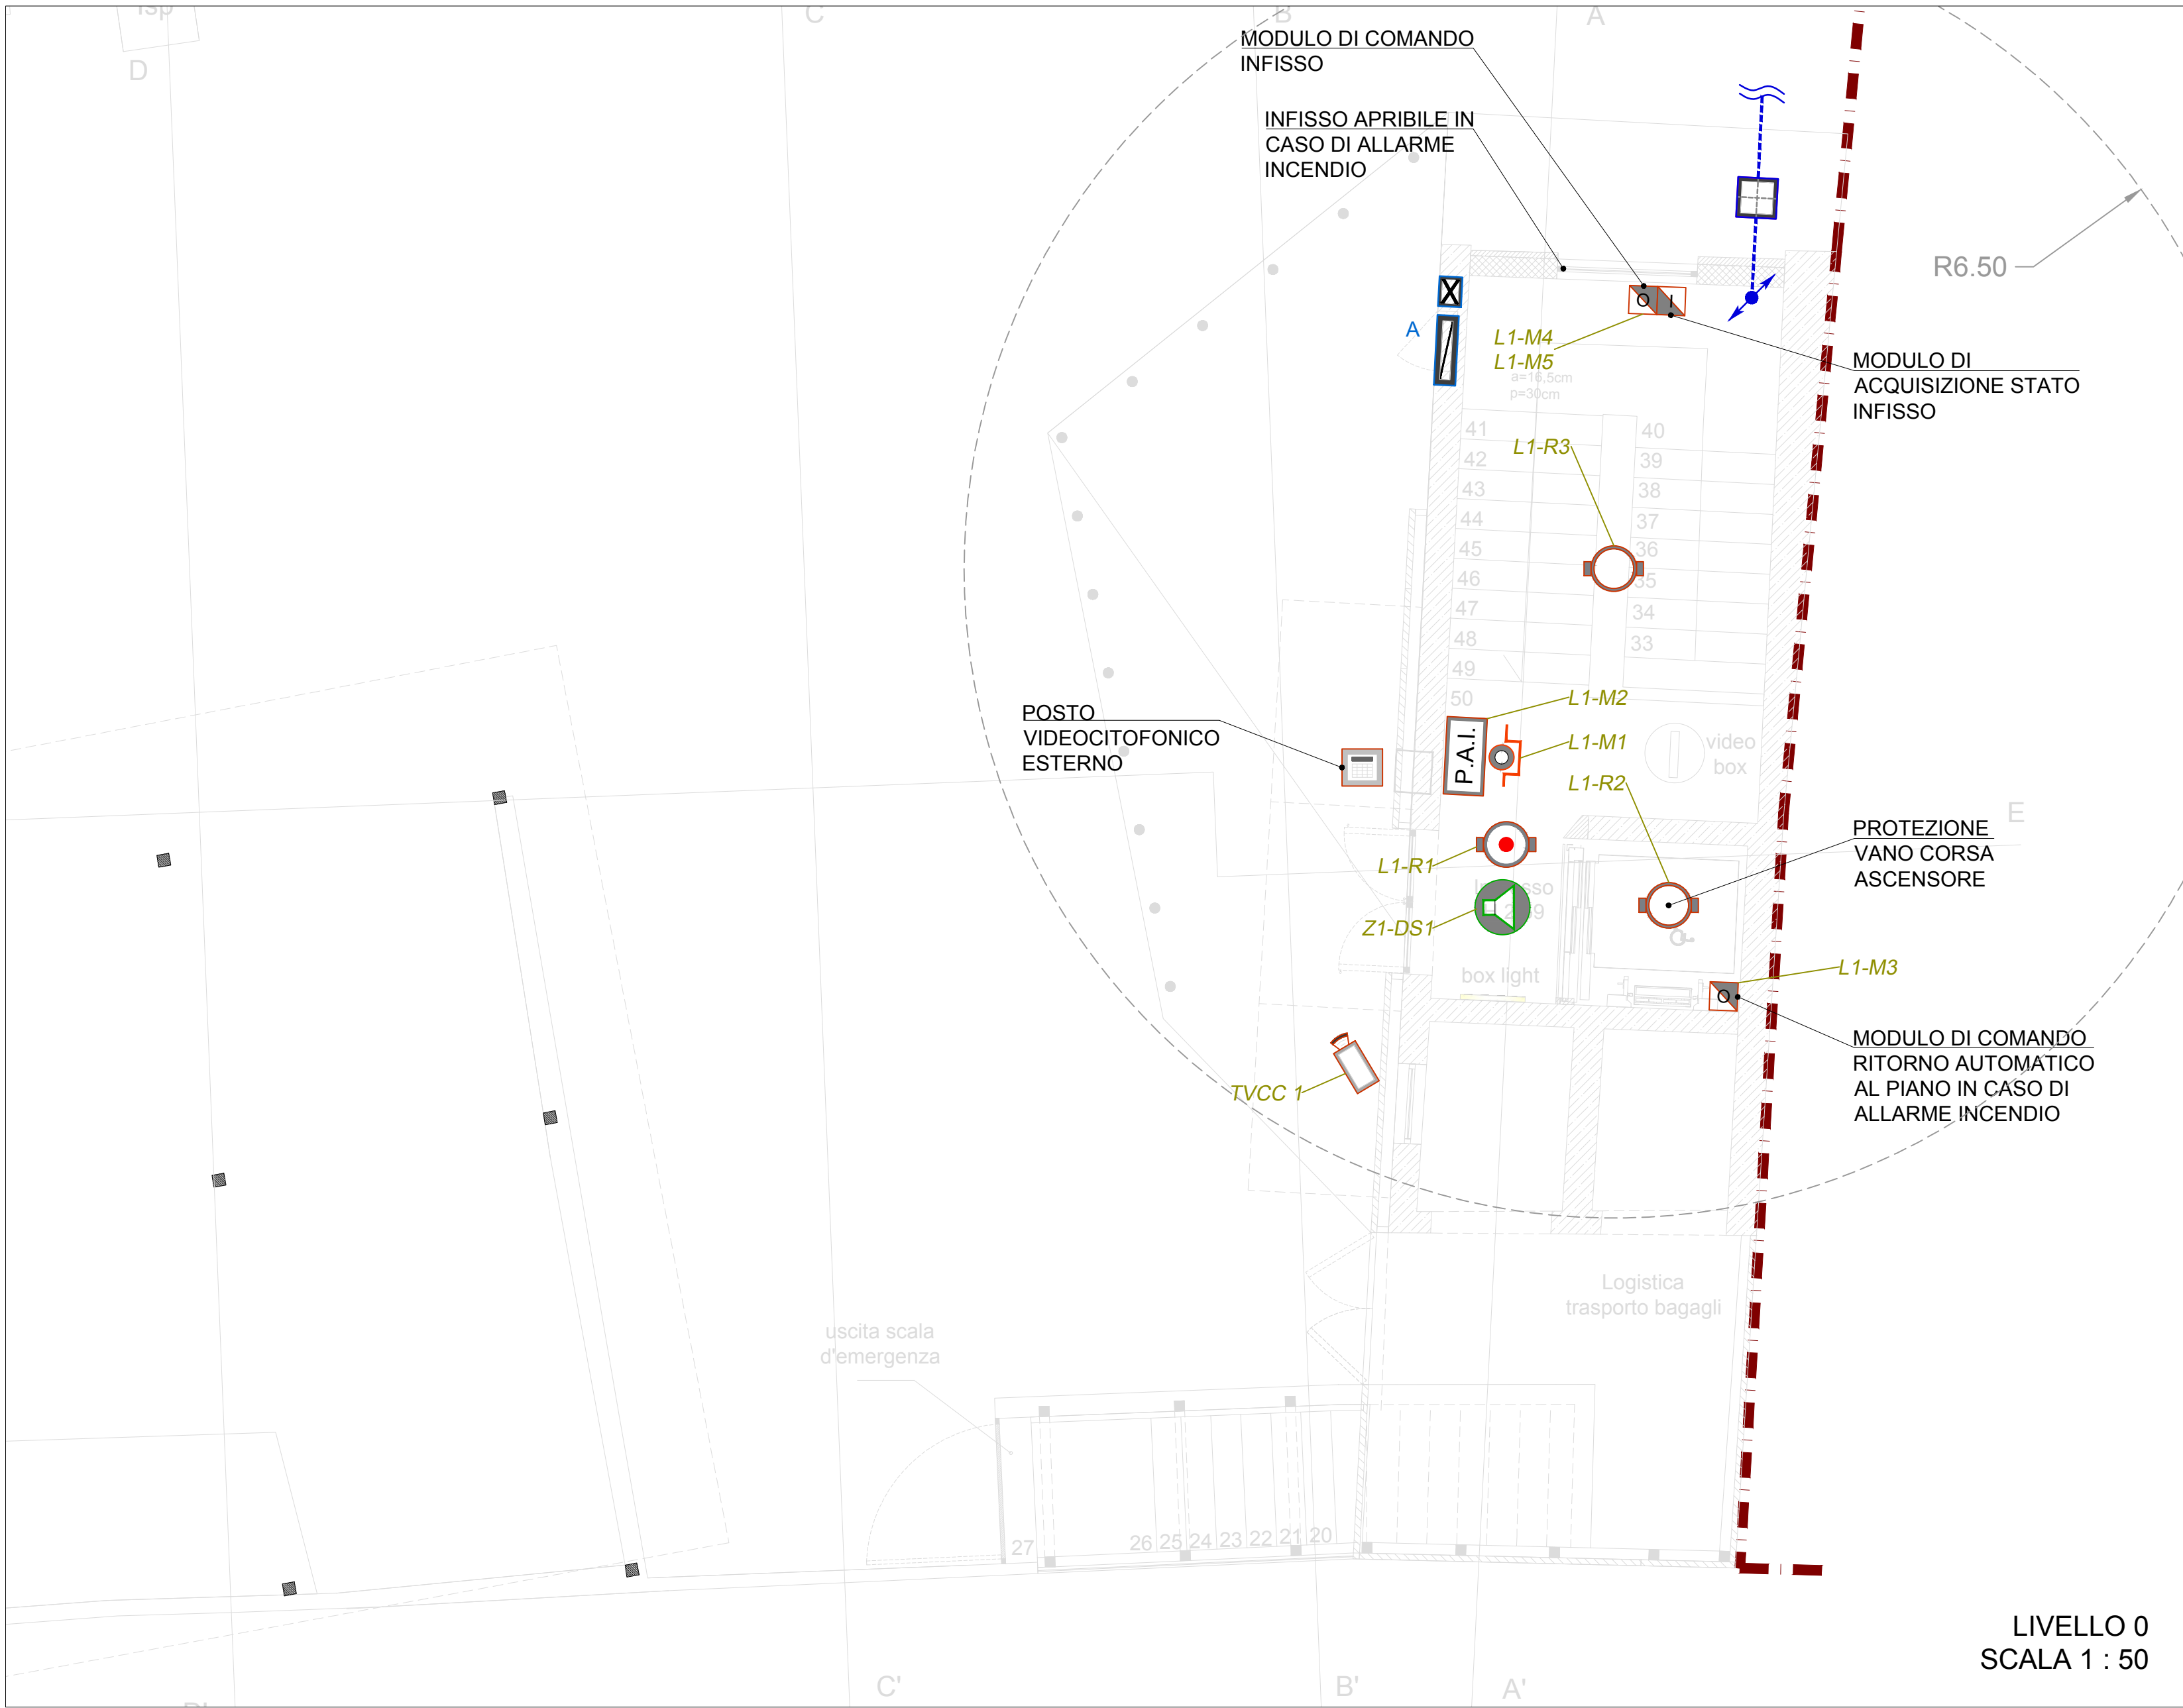 C
B
A
D
MODULO DI COMANDO
INFISSO
INFISSO APRIBILE IN
CASO DI ALLARME
INCENDIO
R6.50
O I
A
L1-M4
L1-M5
a=16.5cm
p=30cm
MODULO DI
ACQUISIZIONE STATO
INFISSO
41
42
43
44
45
46
47
48
49
50
40
39
38
37
36
35
34
33
L1-R3
L1-M2
L1-M1
L1-R2
P.A.I.
video
box
POSTO
VIDEOCITOFONICO
ESTERNO
E
PROTEZIONE
VANO CORSA
ASCENSORE
L1-R1
Z1-DS1
box light
L1-M3
O
MODULO DI COMANDO
RITORNO AUTOMATICO
AL PIANO IN CASO DI
ALLARME INCENDIO
TVCC 1
Logistica
trasporto bagagli
uscita scala
d'emergenza
27 26 25 24 23 22 21 20
LIVELLO 0
SCALA 1 : 50
C'
B'
A'